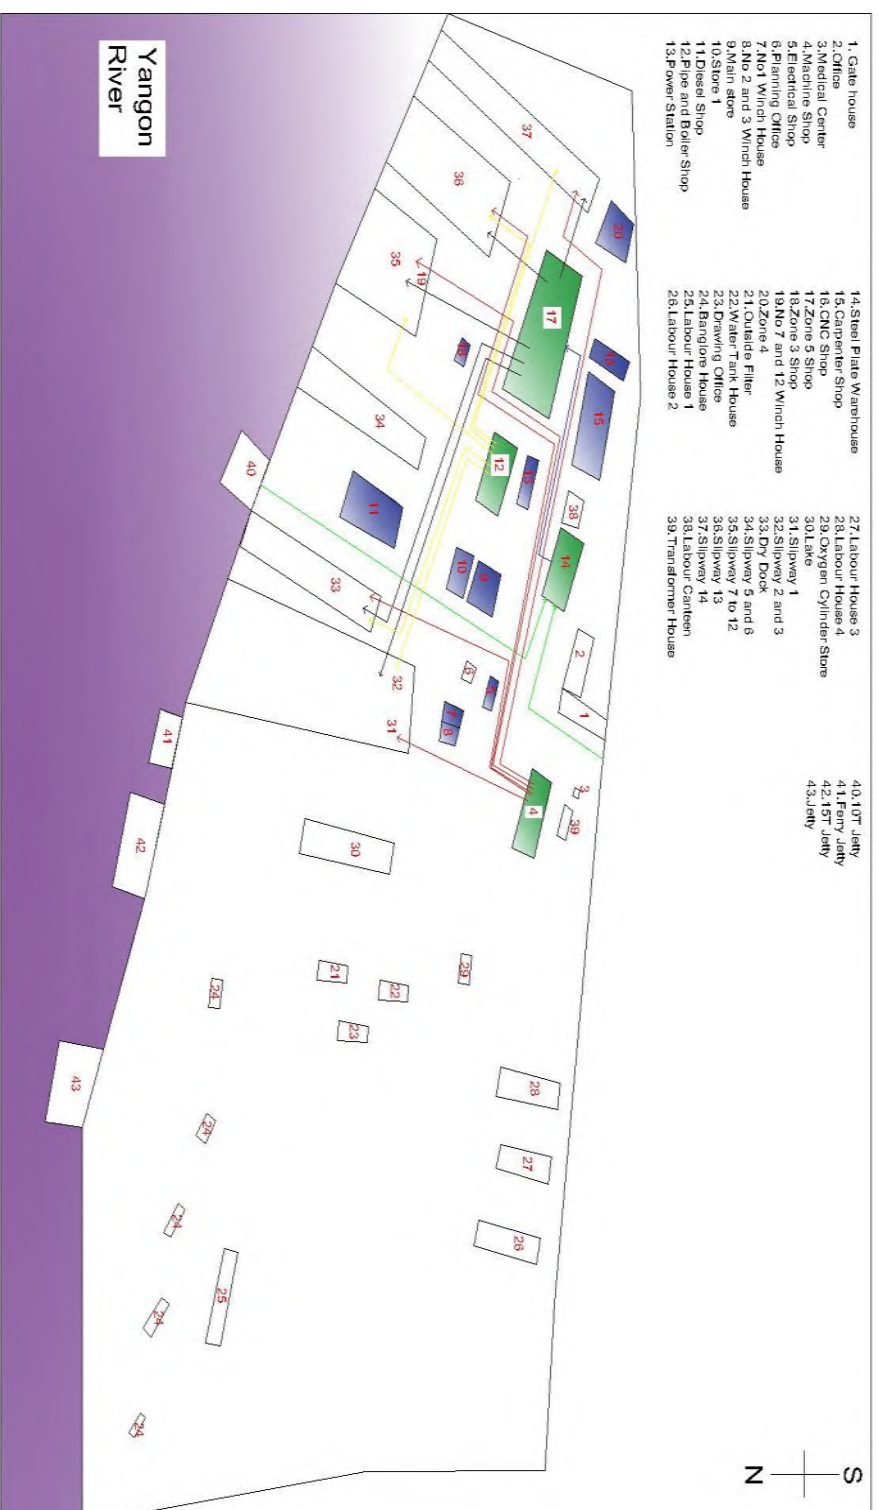 1. Gate house
2.Office
3.Medical Center
4.Machine Shop
5.Electrical Shop
6.Planning Office
7.No1 Winch House
8.No 2 and 3 Winch House
9.Main store
10.Store 1
11.Diesel Shop
12.Pipe and Boiler Shop
13.Power Station
14.Steel Plate Warehouse
15.Carpenter Shop
16.CNC Shop
17.Zone 5 Shop
18.Zone 3 Shop
19.No 7 and 12 Winch House
20.Zone 4
21.Outside Filter
22.Water Tank House
23.Drawing Office
24.Banglore House
25.Labour House 1
26.Labour House 2
27.Labour House 3
28.Labour House 4
29.Oxygen Cylinder Store
30.Lake
31.Slipway 1
32.Slipway 2 and 3
33.Dry Dock
34.Slipway 5 and 6
35.Slipway 7 to 12
36.Slipway 13
37.Slipway 14
38.Labour Canteen
39.Transformer House
40.10T Jetty
41.Ferry Jetty
42.15T Jetty
43.Jetty
S
N
20
37
36
17
16
15
35
19
38
13
12
14
34
40
11
10
9
2
1
33
6
5
32
7
8
31
3
4
39
41
42
30
29
21
22
24
23
43
28
24
27
24
26
25
24
24
Yangon
River